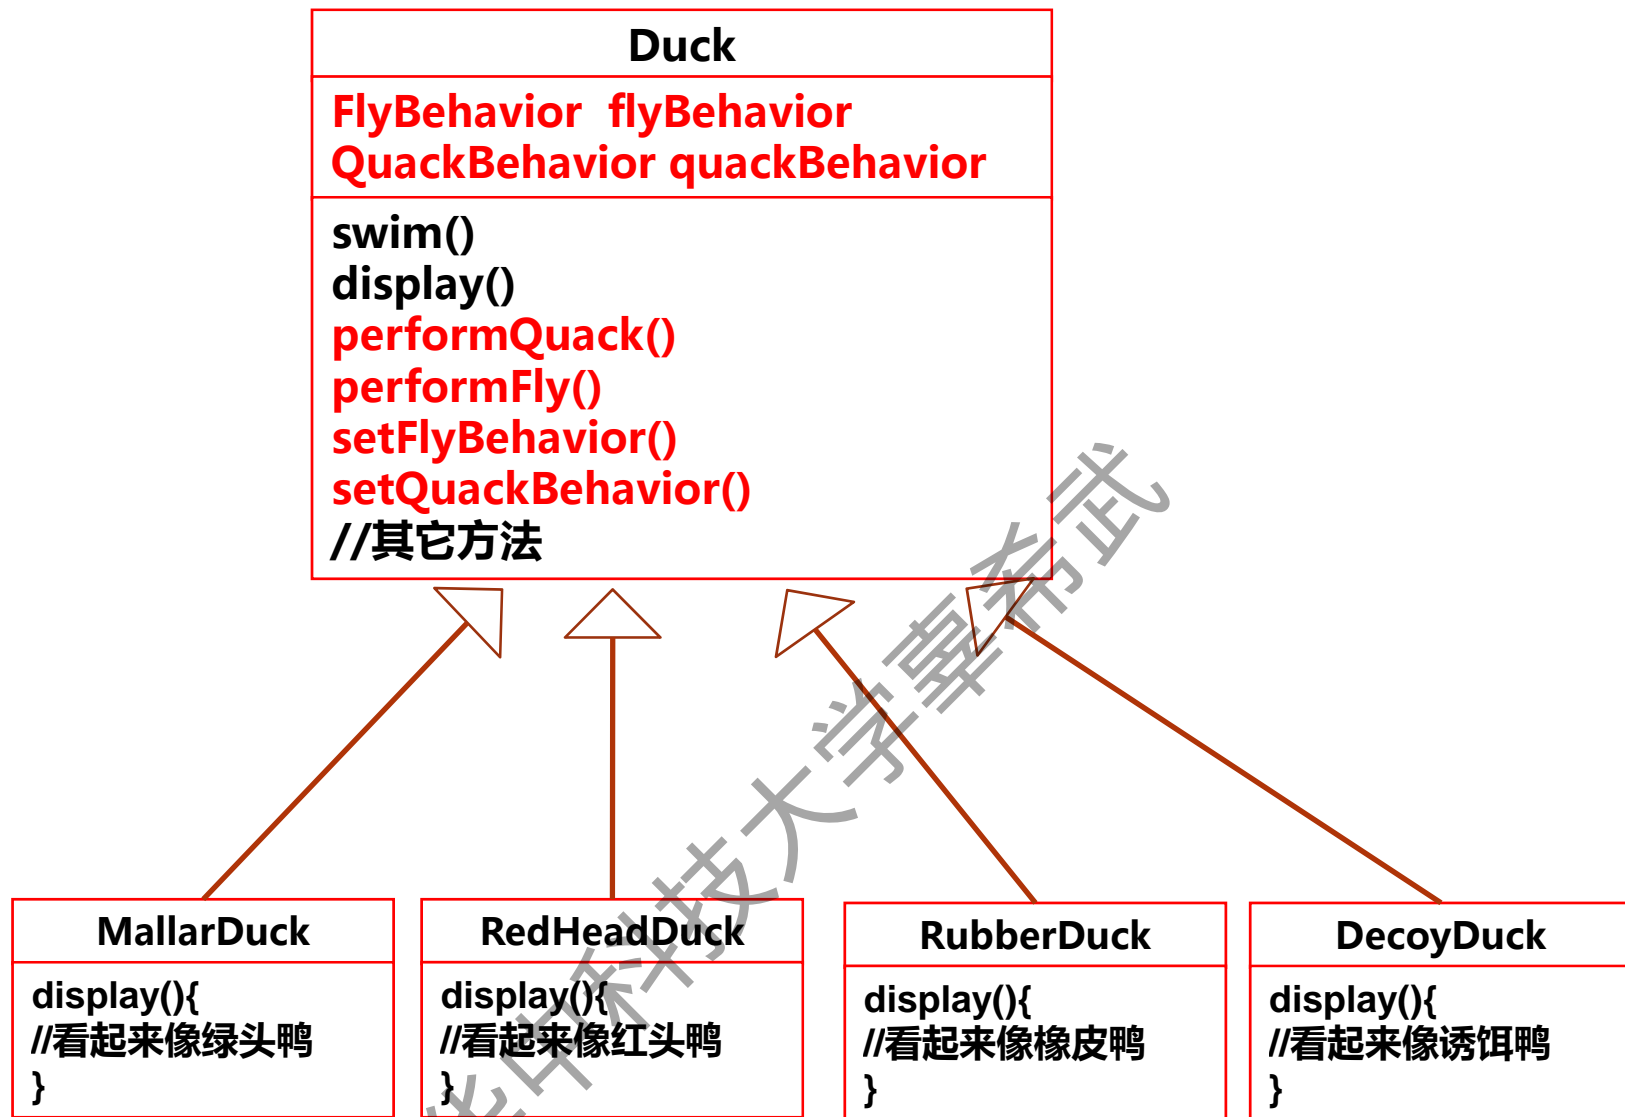 Duck
FlyBehavior flyBehavior
QuackBehavior quackBehavior
swim()
display()
performQuack()
performFly()
setFlyBehavior()
setQuackBehavior()
//其它方法
MallarDuck
display(){
//看起来像绿头鸭
}
RedHeadDuck
display(){
//看起来像红头鸭
}
RubberDuck
display(){
//看起来像橡皮鸭
}
DecoyDuck
display(){
//看起来像诱饵鸭
}
华中科技大学辜希武